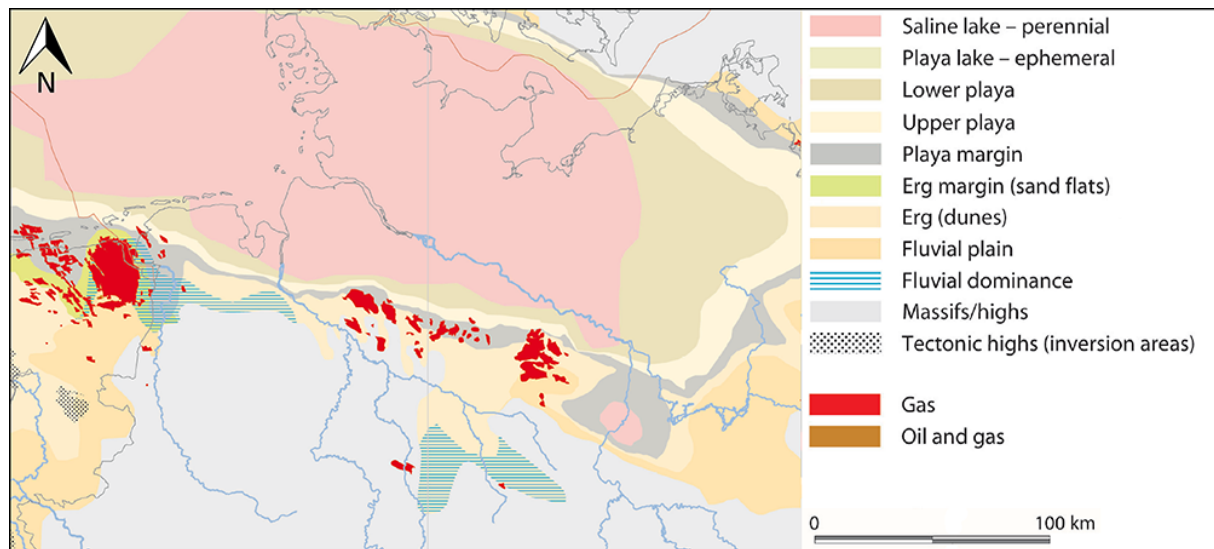 N
Saline lake – perennial
Playa lake – ephemeral
Lower playa
Upper playa
Playa margin
Erg margin (sand flats)
Erg (dunes)
Fluvial plain
Fluvial dominance
Massifs/highs
Tectonic highs (inversion areas)
Gas
Oil and gas
0 100 km